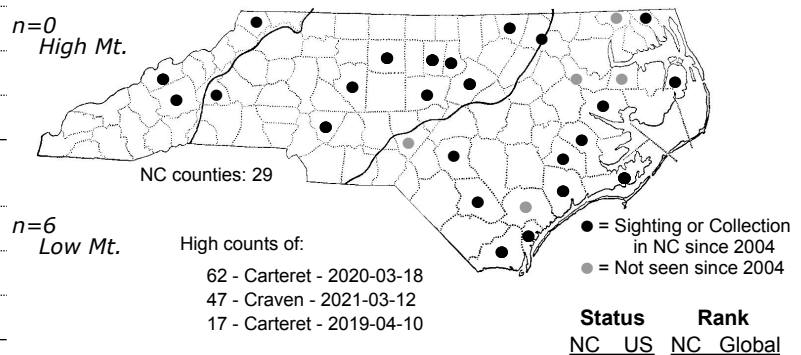 n=0
High Mt.
NC counties: 29
n=6
Low Mt.
High counts of:
62 - Carteret - 2020-03-18
47 - Craven - 2021-03-12
17 - Carteret - 2019-04-10
= Sighting or Collection
in NC since 2004
= Not seen since 2004
Status Rank
NC US NC Global